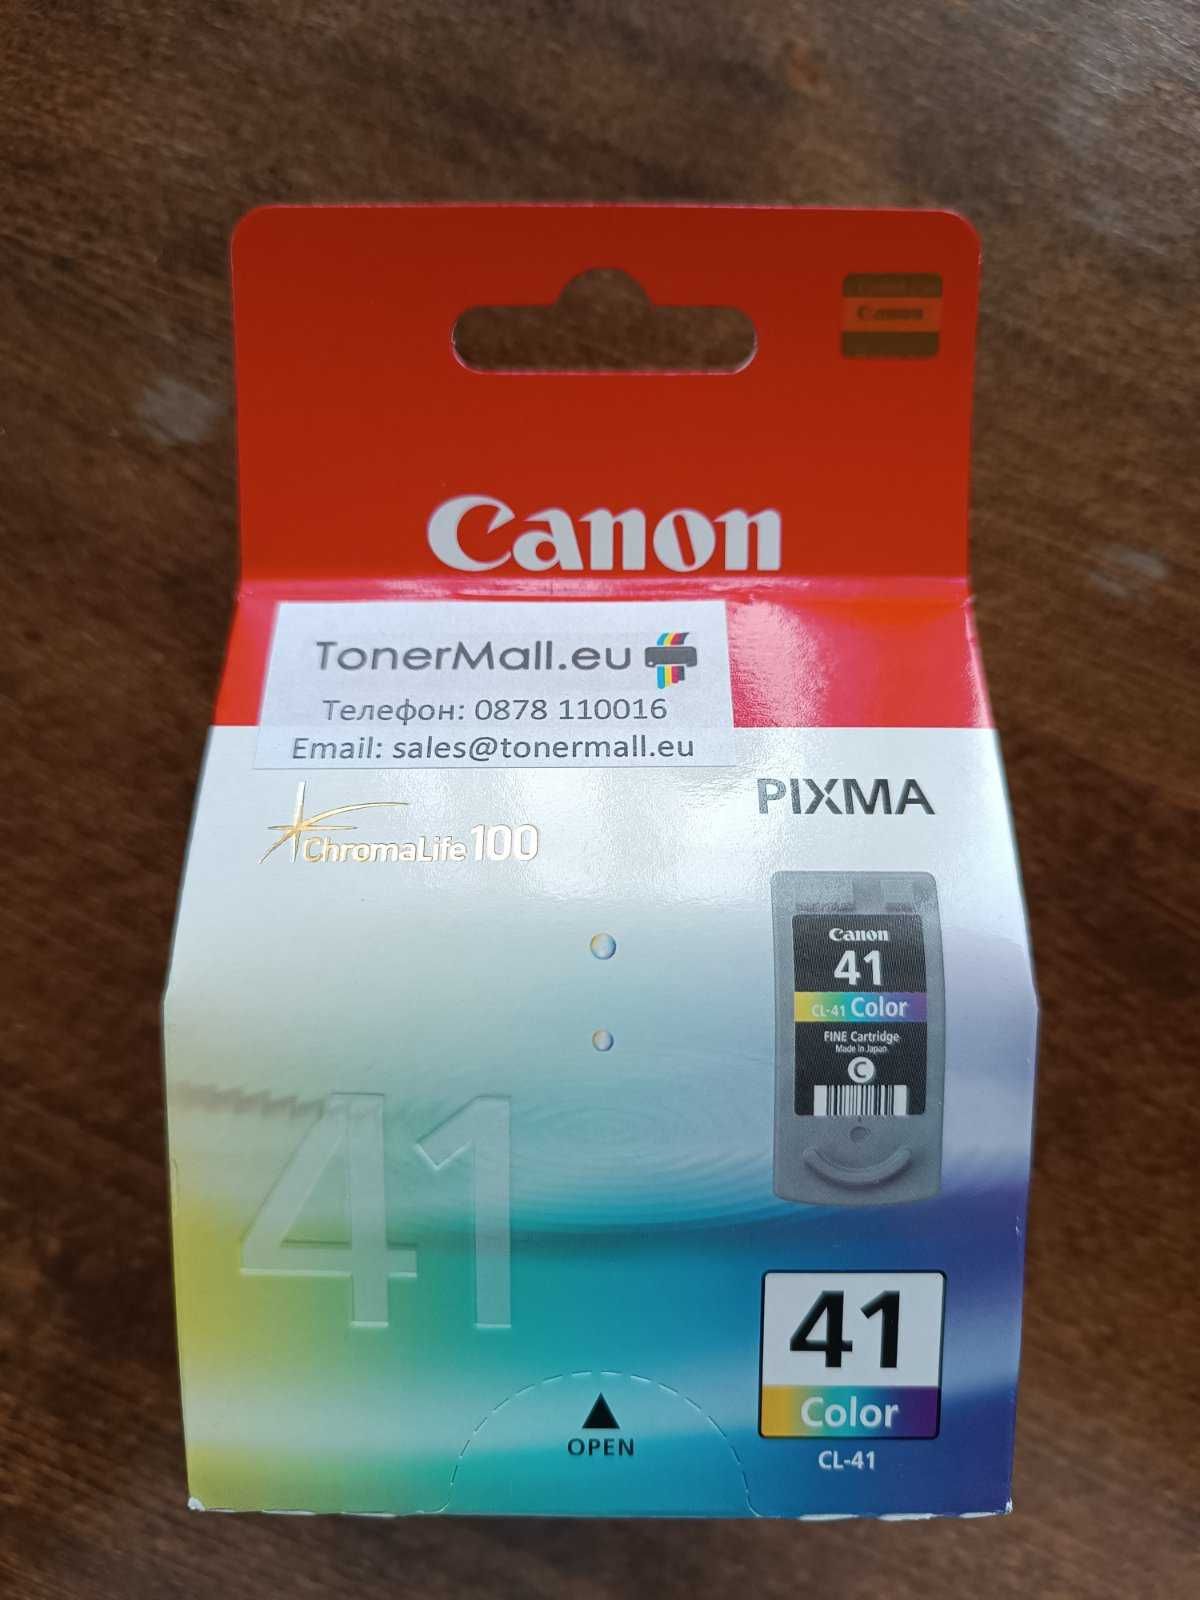 Canon
Canon
TonerMall.eu
Телефон: 0878 110016
Email: sales@tonermall.eu
PIXMA
ChromaLife100
Canon
41
CL-41 Color
FINE Cartridge
Made in Japan
C
41
41
Color
CL-41
OPEN